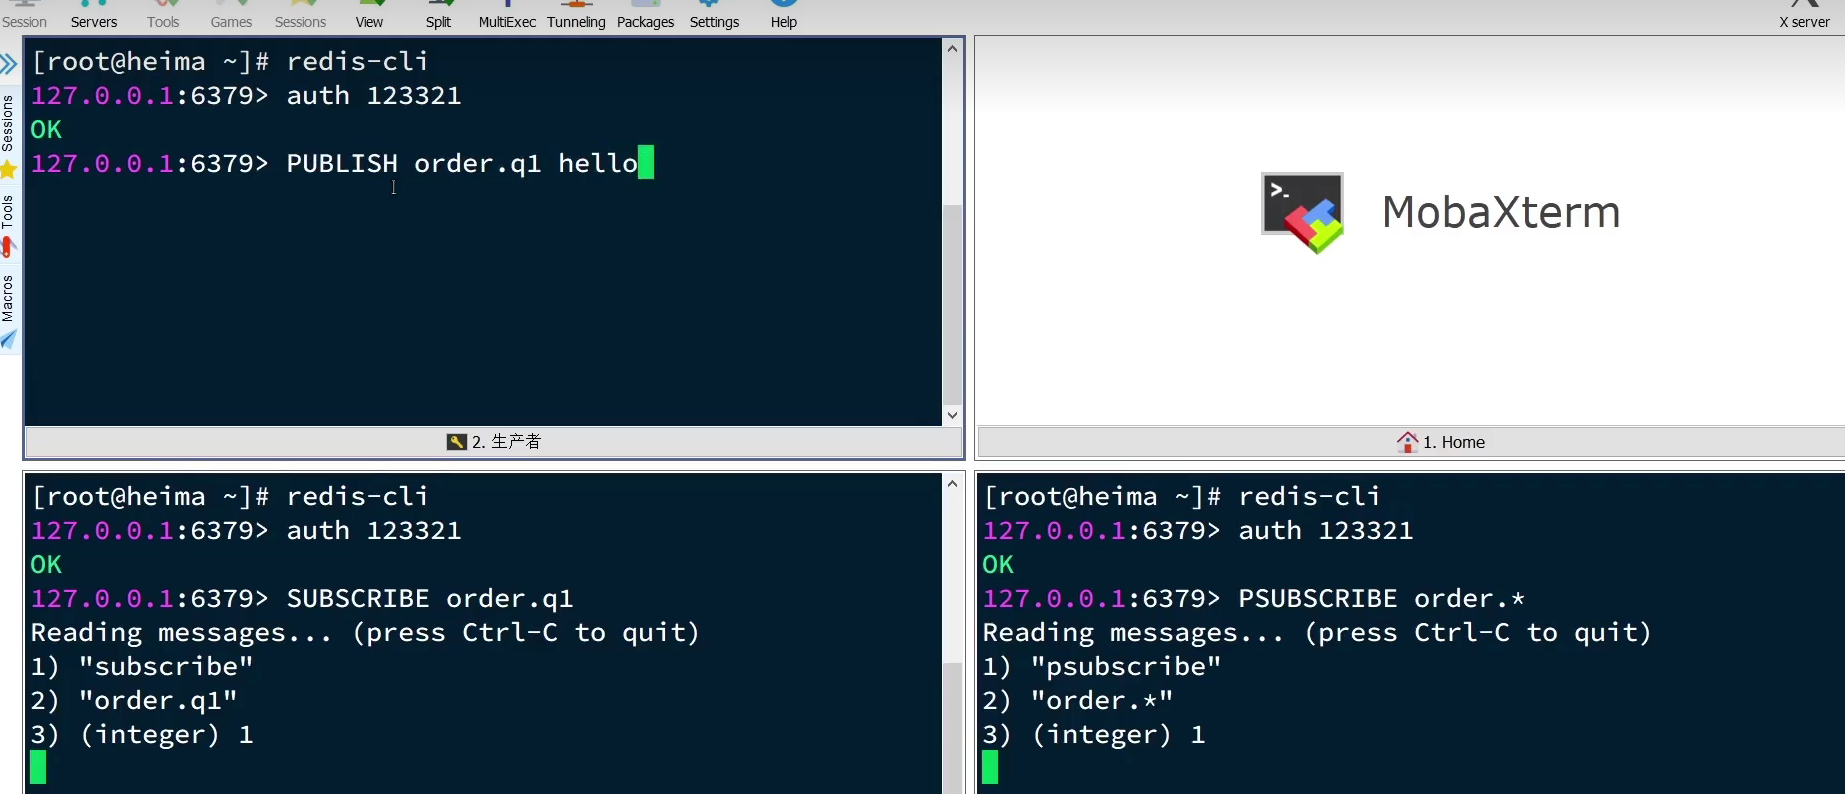 Session Servers Tools Games Sessions View Split MultiExec Tunneling Packages Settings Help X server
Sessions
Tools
Macros
[root@heima ~]# redis-cli
127.0.0.1:6379> auth 123321
OK
127.0.0.1:6379> PUBLISH order.q1 hello
2. 生产者
MobaXterm
1. Home
[root@heima ~]# redis-cli
127.0.0.1:6379> auth 123321
OK
127.0.0.1:6379> SUBSCRIBE order.q1
Reading messages... (press Ctrl-C to quit)
1) "subscribe"
2) "order.q1"
3) (integer) 1
[root@heima ~]# redis-cli
127.0.0.1:6379> auth 123321
OK
127.0.0.1:6379> PSUBSCRIBE order.*
Reading messages... (press Ctrl-C to quit)
1) "psubscribe"
2) "order.*"
3) (integer) 1